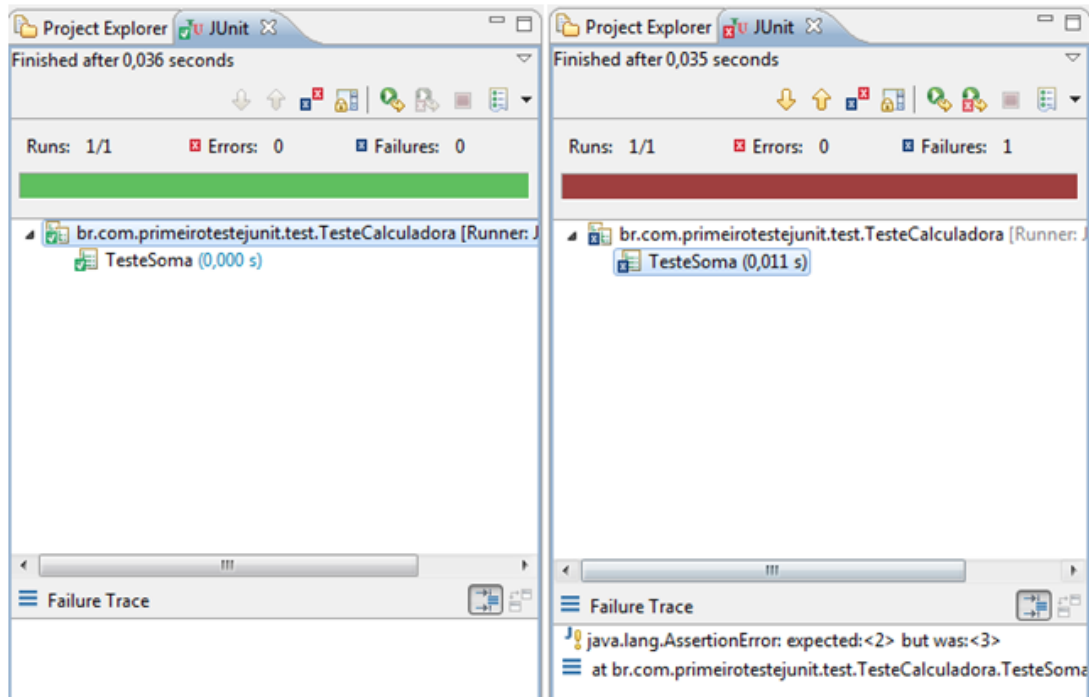 Project Explorer JUnit
Finished after 0,036 seconds
Runs: 1/1 Errors: 0 Failures: 0
br.com.primeirotestejunit.test.TesteCalculadora [Runner: J
TesteSoma (0,000 s)
Failure Trace
Project Explorer JUnit
Finished after 0,035 seconds
Runs: 1/1 Errors: 0 Failures: 1
br.com.primeirotestejunit.test.TesteCalculadora [Runner: J
TesteSoma (0,011 s)
Failure Trace
java.lang.AssertionError: expected:<2> but was:<3>
at br.com.primeirotestejunit.test.TesteCalculadora.TesteSoma